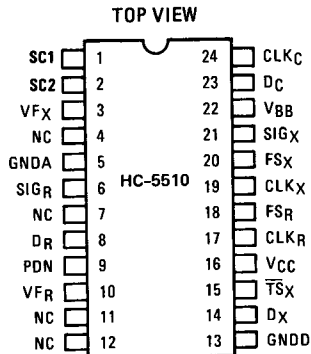 TOP VIEW
SC1 1 24 CLKC
SC2 2 23 DC
VFX 3 22 VBB
NC 4 21 SIGX
GNDA 5 20 FSX
SIGR 6 HC-5510 19 CLKX
NC 7 18 FSR
DR 8 17 CLKR
PDN 9 16 VCC
VFR 10 15 TSX
NC 11 14 DX
NC 12 13 GNDD